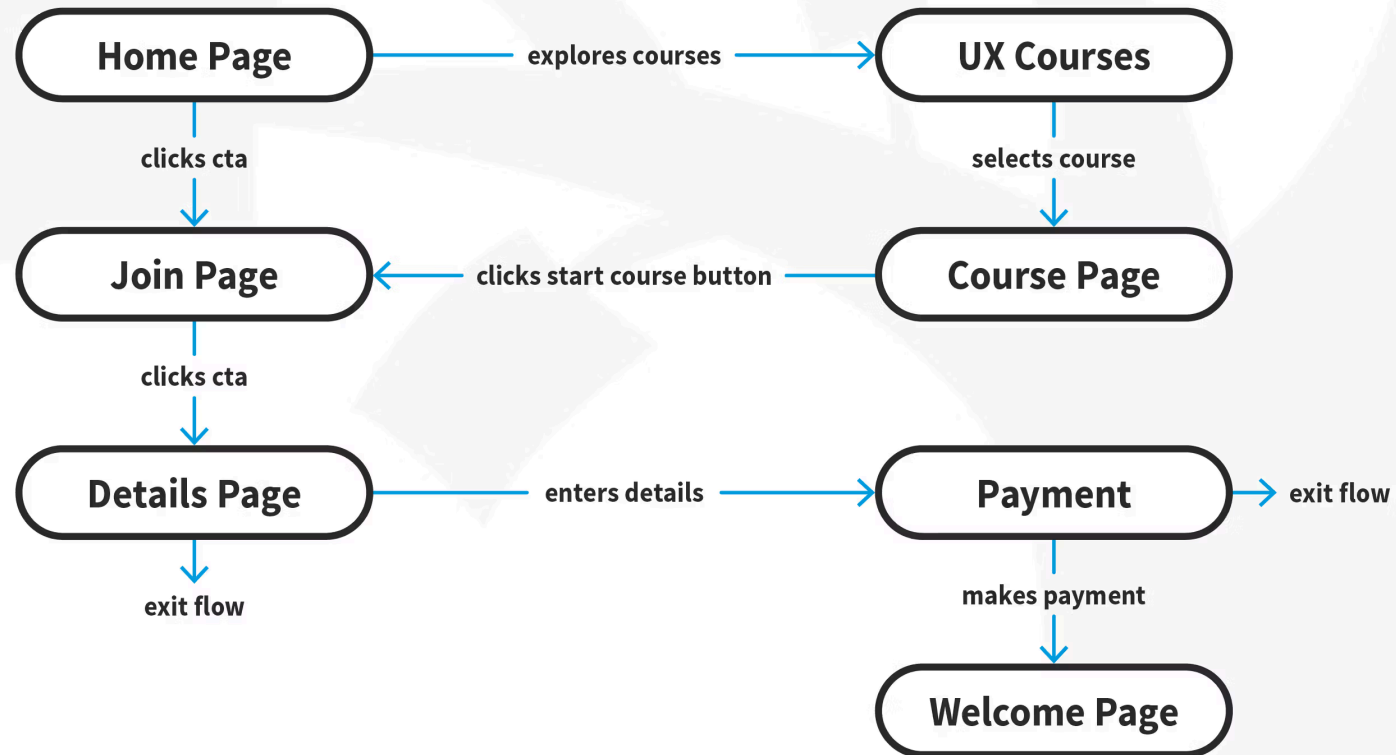 Home Page
explores courses
UX Courses
clicks cta
selects course
Join Page
clicks start course button
Course Page
clicks cta
Details Page
enters details
Payment
exit flow
exit flow
makes payment
Welcome Page